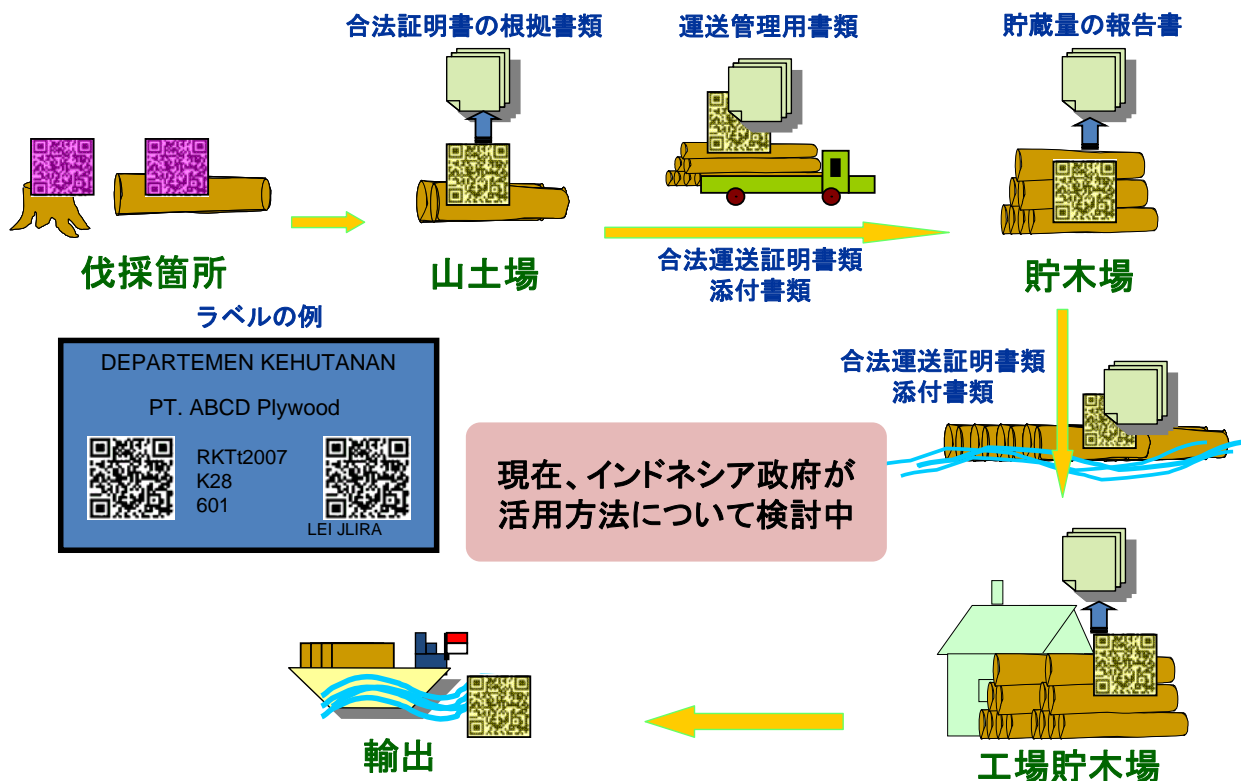 合法証明書の根拠書類
運送管理用書類
貯蔵量の報告書
伐採箇所
山土場
合法運送証明書類
添付書類
貯木場
ラベルの例
DEPARTEMEN KEHUTANAN
PT. ABCD Plywood
RKTt2007
K28
601
LEI JLIRA
合法運送証明書類
添付書類
現在、インドネシア政府が
活用方法について検討中
輸出
工場貯木場